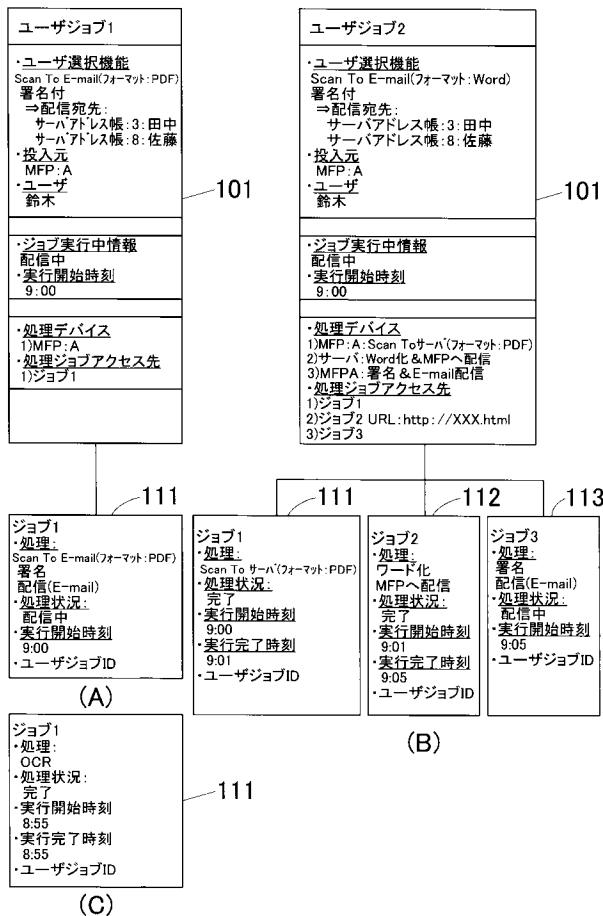 ユーザジョブ1
・ユーザ選択機能
Scan To E-mail(フォーマット:PDF)
署名付
⇒配信宛先:
サーバアドレス帳:3:田中
サーバアドレス帳:8:佐藤
・投入元
MFP:A
・ユーザ
鈴木
101
・ジョブ実行中情報
配信中
・実行開始時刻
9:00
・処理デバイス
1)MFP:A
・処理ジョブアクセス先
1)ジョブ1
ユーザジョブ2
・ユーザ選択機能
Scan To E-mail(フォーマット:Word)
署名付
⇒配信宛先:
サーバアドレス帳:3:田中
サーバアドレス帳:8:佐藤
・投入元
MFP:A
・ユーザ
鈴木
101
・ジョブ実行中情報
配信中
・実行開始時刻
9:00
・処理デバイス
1)MFP:A:Scan Toサーバ(フォーマット:PDF)
2)サーバ:Word化&MFPへ配信
3)MFPA:署名&E-mail配信
・処理ジョブアクセス先
1)ジョブ1
2)ジョブ2 URL:http://XXX.html
3)ジョブ3
111
ジョブ1
・処理:
Scan To E-mail(フォーマット:PDF)
署名
配信(E-mail)
・処理状況:
配信中
・実行開始時刻
9:00
・ユーザジョブID
(A)
111
ジョブ1
・処理:
Scan To サーバ(フォーマット:PDF)
・処理状況:
完了
・実行開始時刻
9:00
・実行完了時刻
9:01
・ユーザジョブID
112
ジョブ2
・処理:
ワード化
MFPへ配信
・処理状況:
完了
・実行開始時刻
9:01
・実行完了時刻
9:05
・ユーザジョブID
113
ジョブ3
・処理:
署名
配信(E-mail)
・処理状況:
配信中
・実行開始時刻
9:05
・ユーザジョブID
(B)
ジョブ1
・処理:
OCR
・処理状況:
完了
・実行開始時刻
8:55
・実行完了時刻
8:55
・ユーザジョブID
111
(C)